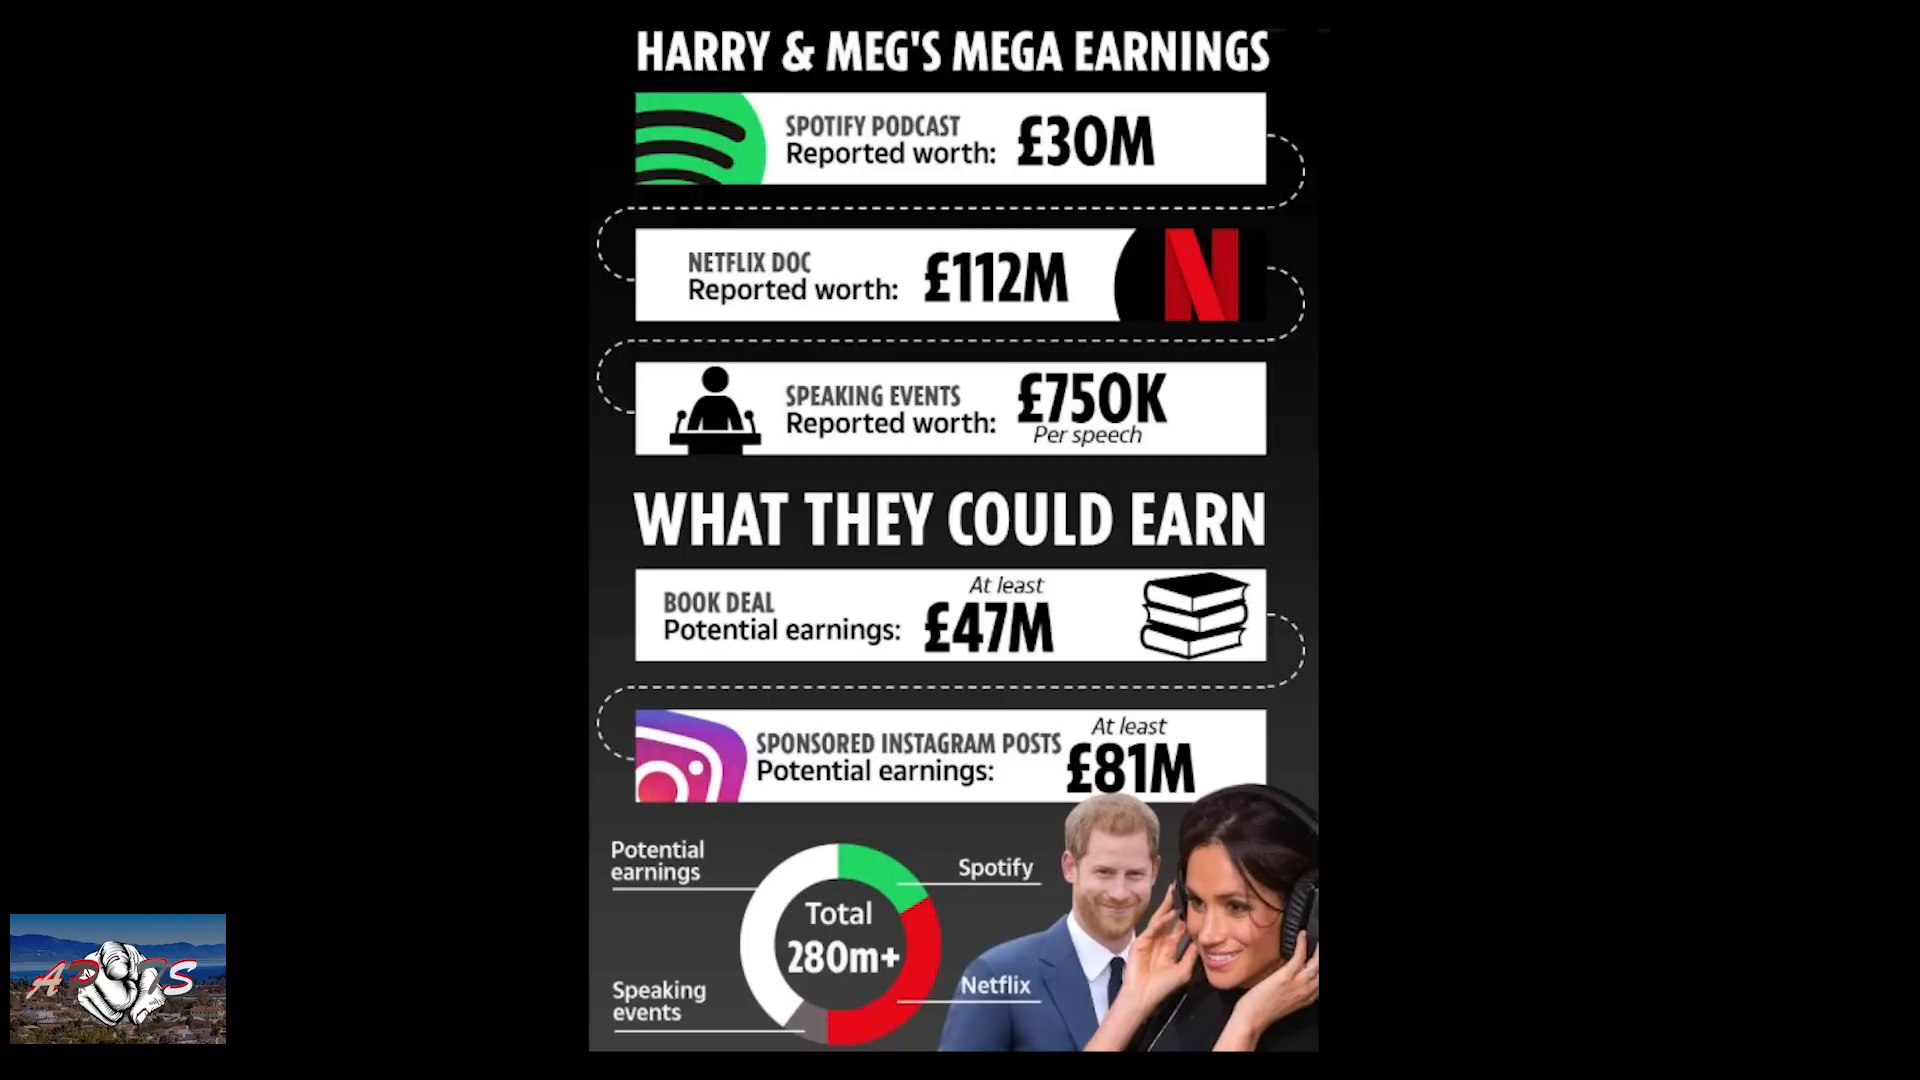 HARRY & MEG'S MEGA EARNINGS
SPOTIFY PODCAST
Reported worth: £30M
NETFLIX DOC
Reported worth: £112M
SPEAKING EVENTS
Reported worth: £750K
Per speech
WHAT THEY COULD EARN
At least
BOOK DEAL
Potential earnings: £47M
At least
SPONSORED INSTAGRAM POSTS
Potential earnings: £81M
Potential
earnings
Spotify
Total
280m+
Netflix
Speaking
events